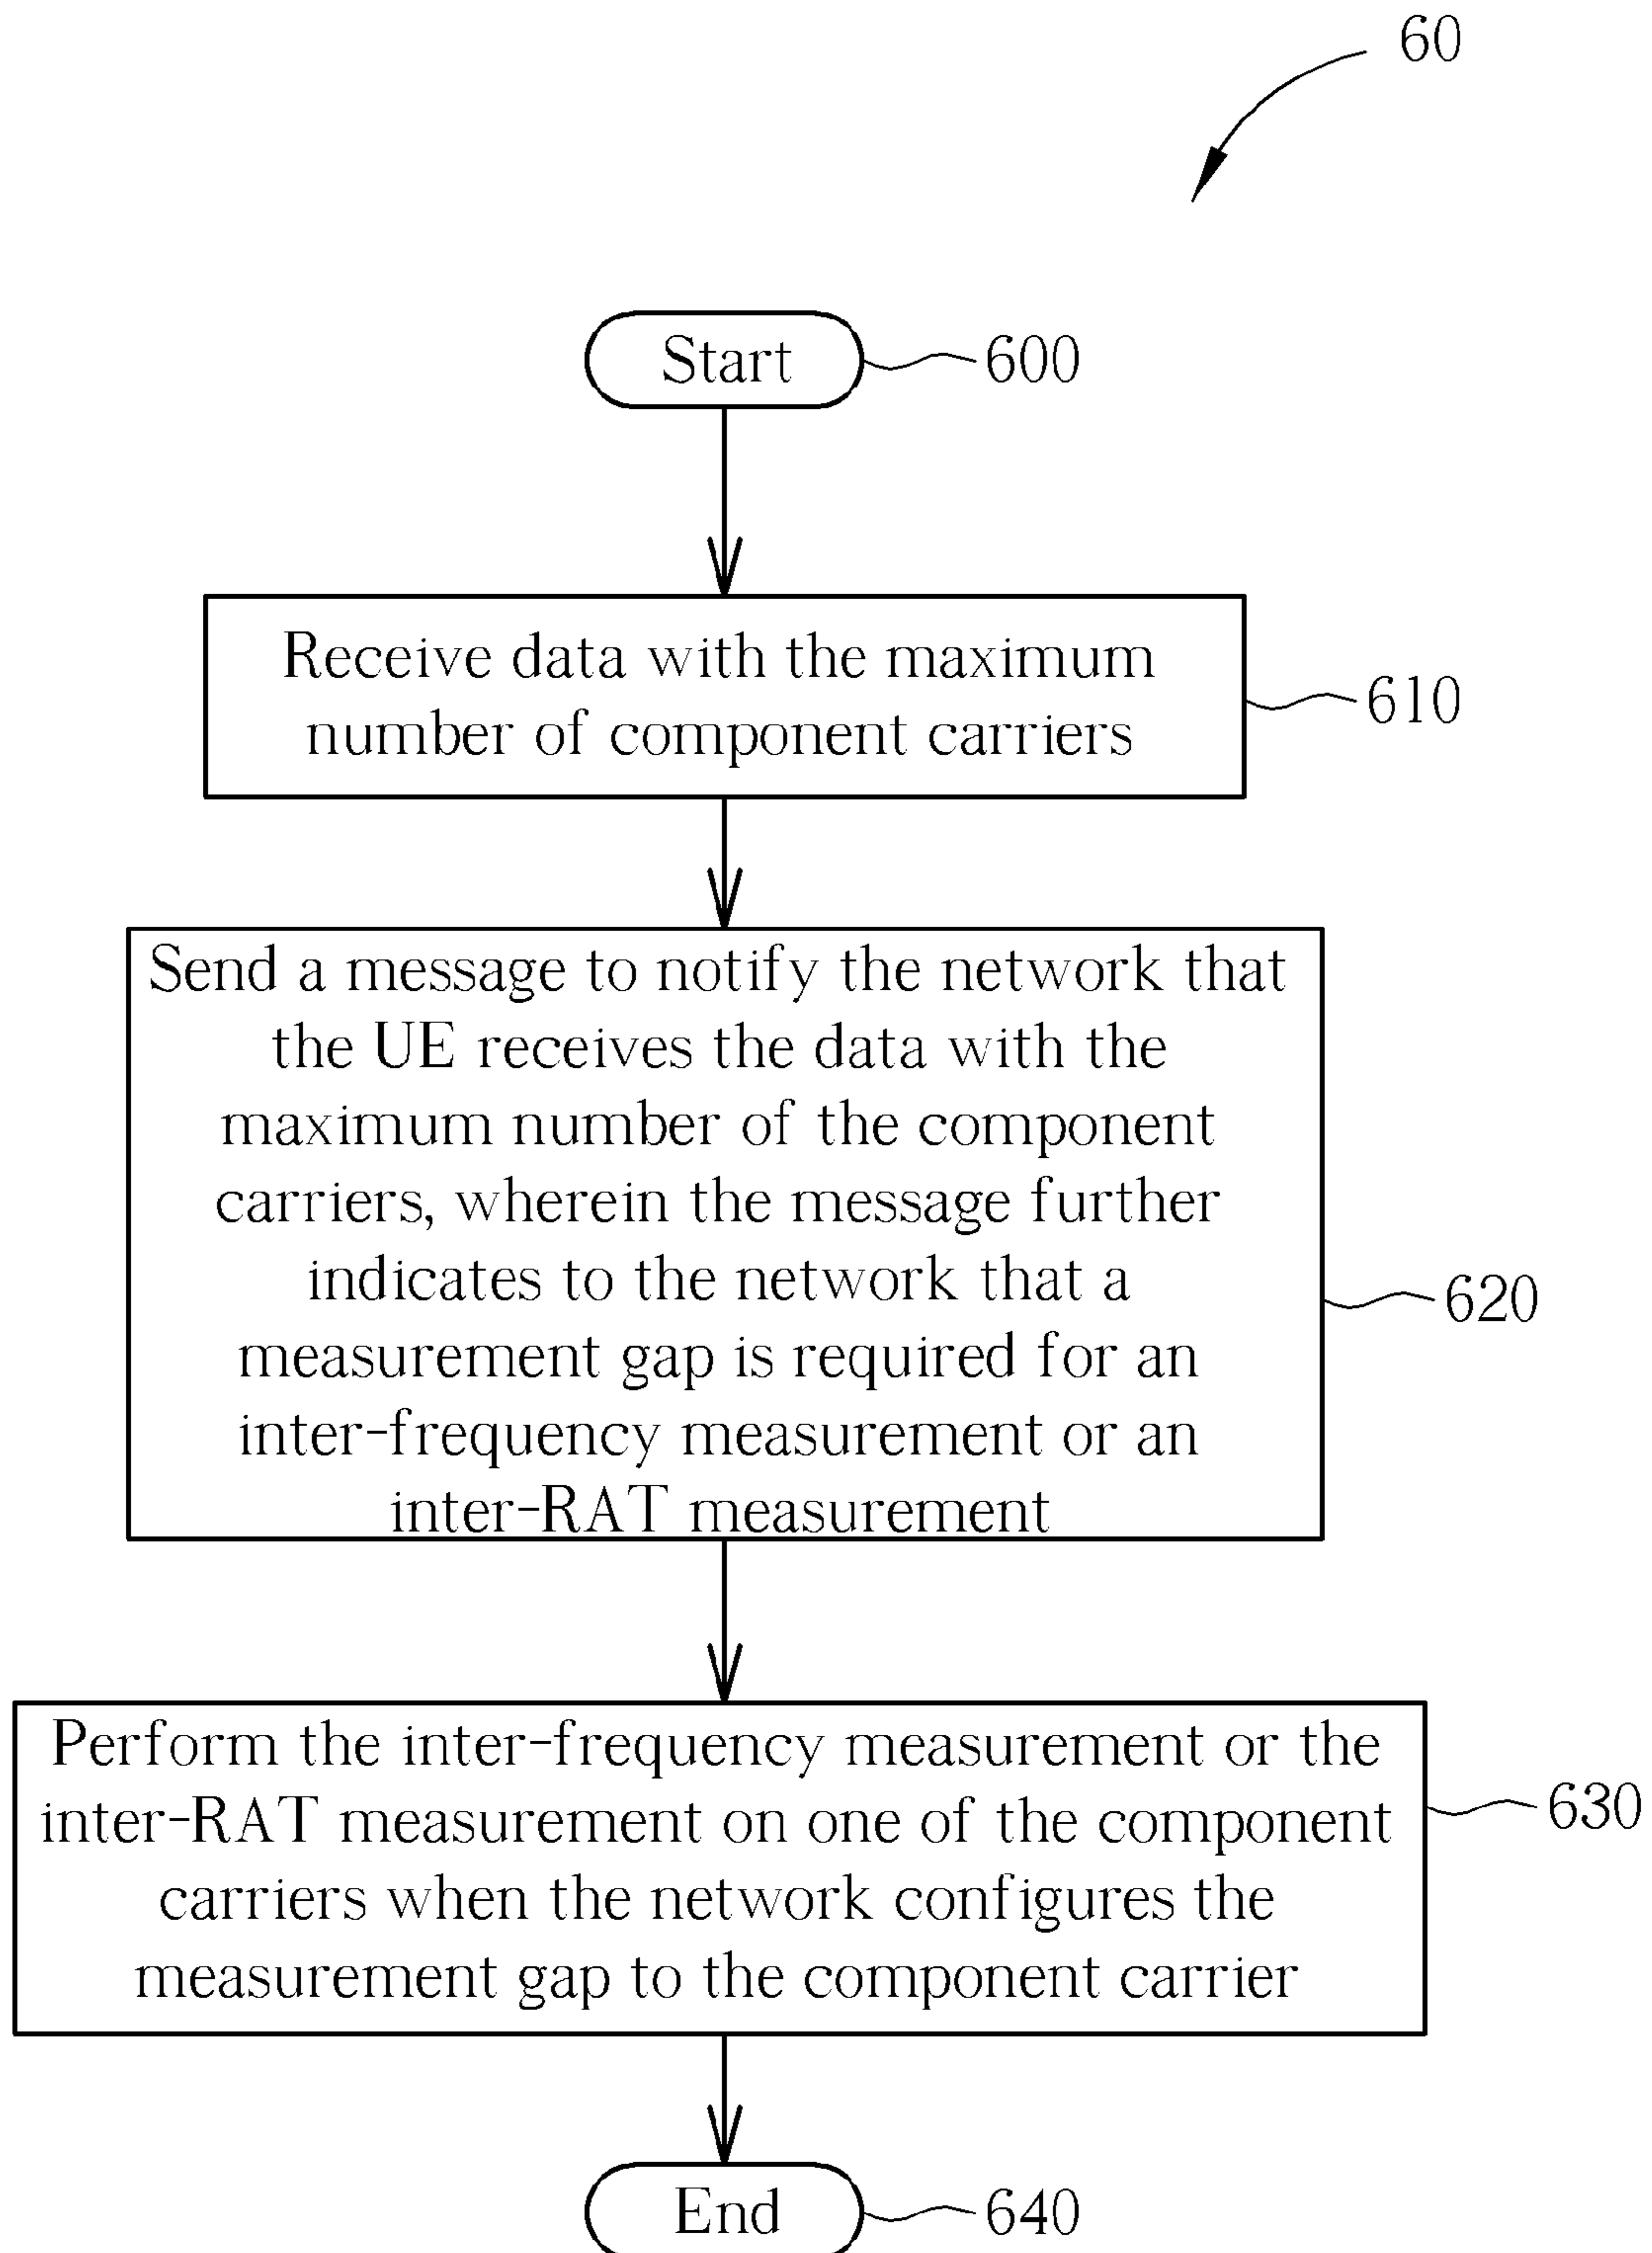 60
Start
600
Receive data with the maximum
number of component carriers
610
Send a message to notify the network that
the UE receives the data with the
maximum number of the component
carriers, wherein the message further
indicates to the network that a
measurement gap is required for an
inter-frequency measurement or an
inter-RAT measurement
620
Perform the inter-frequency measurement or the
inter-RAT measurement on one of the component
carriers when the network configures the
measurement gap to the component carrier
630
End
640